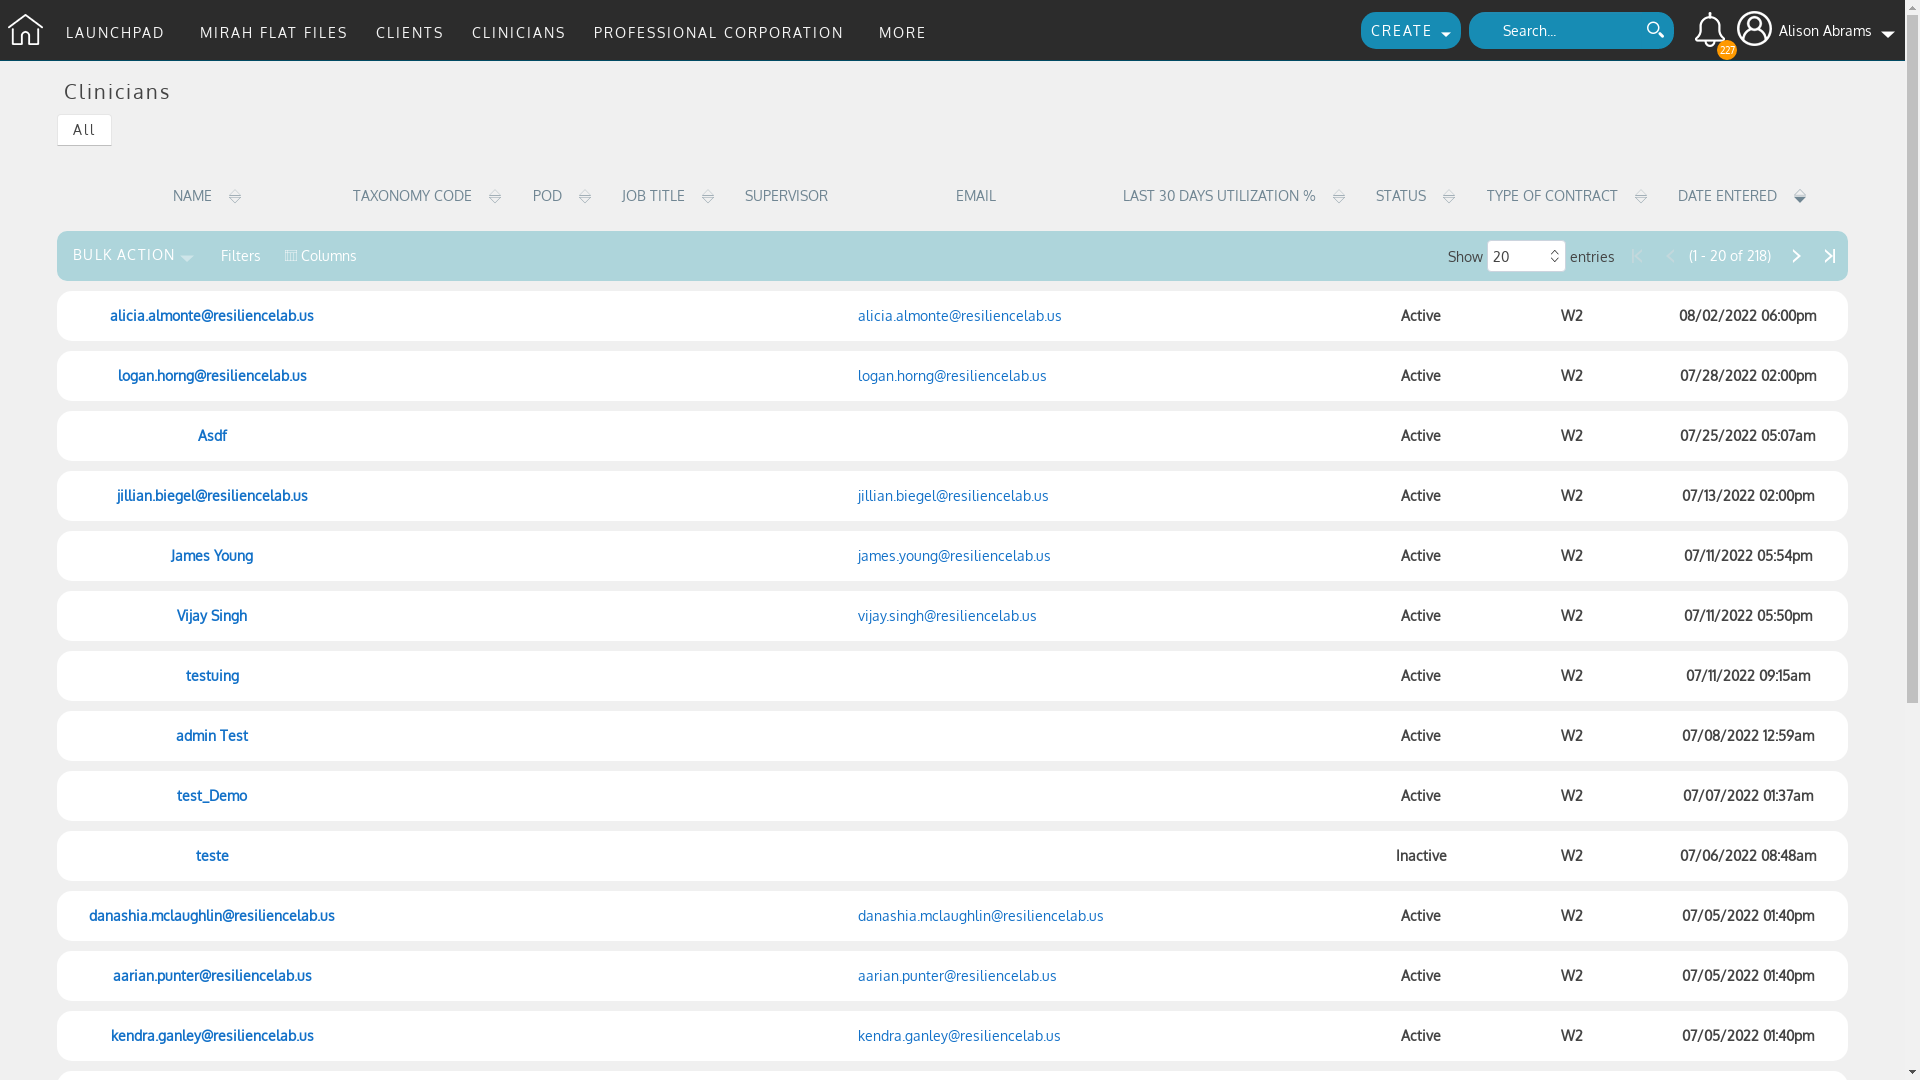 LAUNCHPAD MIRAH FLAT FILES CLIENTS CLINICIANS PROFESSIONAL CORPORATION MORE CREATE Search... 227 Alison Abrams
Clinicians
All
NAME TAXONOMY CODE POD JOB TITLE SUPERVISOR EMAIL LAST 30 DAYS UTILIZATION % STATUS TYPE OF CONTRACT DATE ENTERED
BULK ACTION Filters Columns Show 20 entries (1 - 20 of 218)
alicia.almonte@resiliencelab.us alicia.almonte@resiliencelab.us Active W2 08/02/2022 06:00pm
logan.horng@resiliencelab.us logan.horng@resiliencelab.us Active W2 07/28/2022 02:00pm
Asdf Active W2 07/25/2022 05:07am
jillian.biegel@resiliencelab.us jillian.biegel@resiliencelab.us Active W2 07/13/2022 02:00pm
James Young james.young@resiliencelab.us Active W2 07/11/2022 05:54pm
Vijay Singh vijay.singh@resiliencelab.us Active W2 07/11/2022 05:50pm
testuing Active W2 07/11/2022 09:15am
admin Test Active W2 07/08/2022 12:59am
test_Demo Active W2 07/07/2022 01:37am
teste Inactive W2 07/06/2022 08:48am
danashia.mclaughlin@resiliencelab.us danashia.mclaughlin@resiliencelab.us Active W2 07/05/2022 01:40pm
aarian.punter@resiliencelab.us aarian.punter@resiliencelab.us Active W2 07/05/2022 01:40pm
kendra.ganley@resiliencelab.us kendra.ganley@resiliencelab.us Active W2 07/05/2022 01:40pm